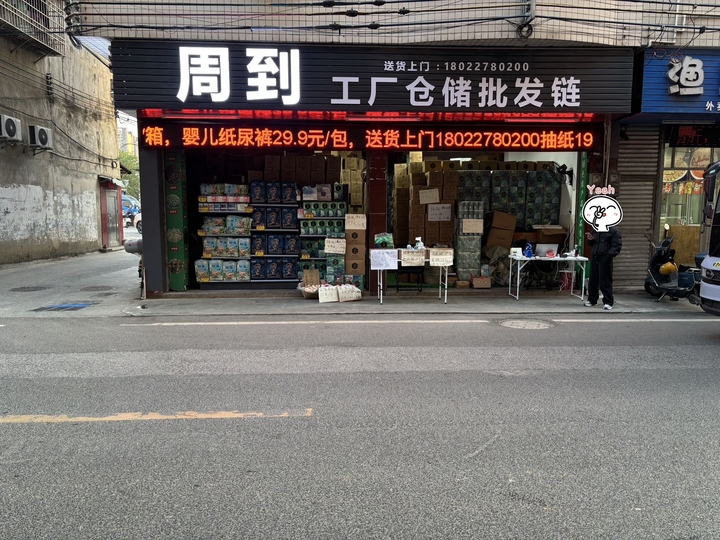 周到
送货上门：18022780200
工厂仓储批发链
渔
外
/箱，婴儿纸尿裤29.9元/包，送货上门18022780200抽纸19
Yeah